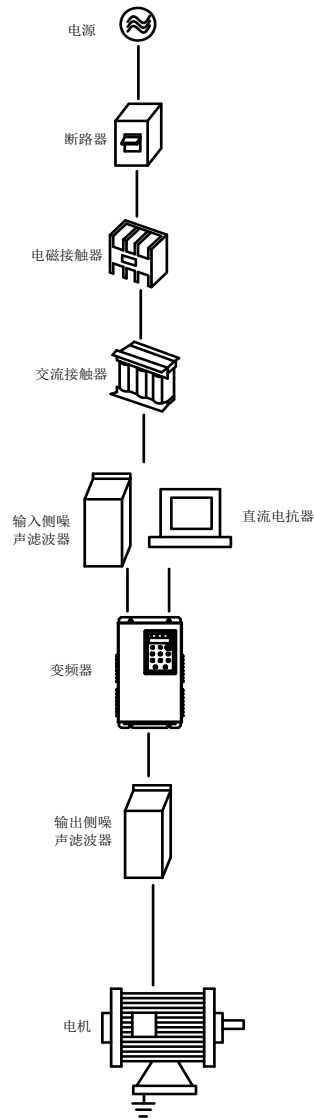 电源
断路器
电磁接触器
交流接触器
输入侧噪
声滤波器
直流电抗器
变频器
输出侧噪
声滤波器
电机